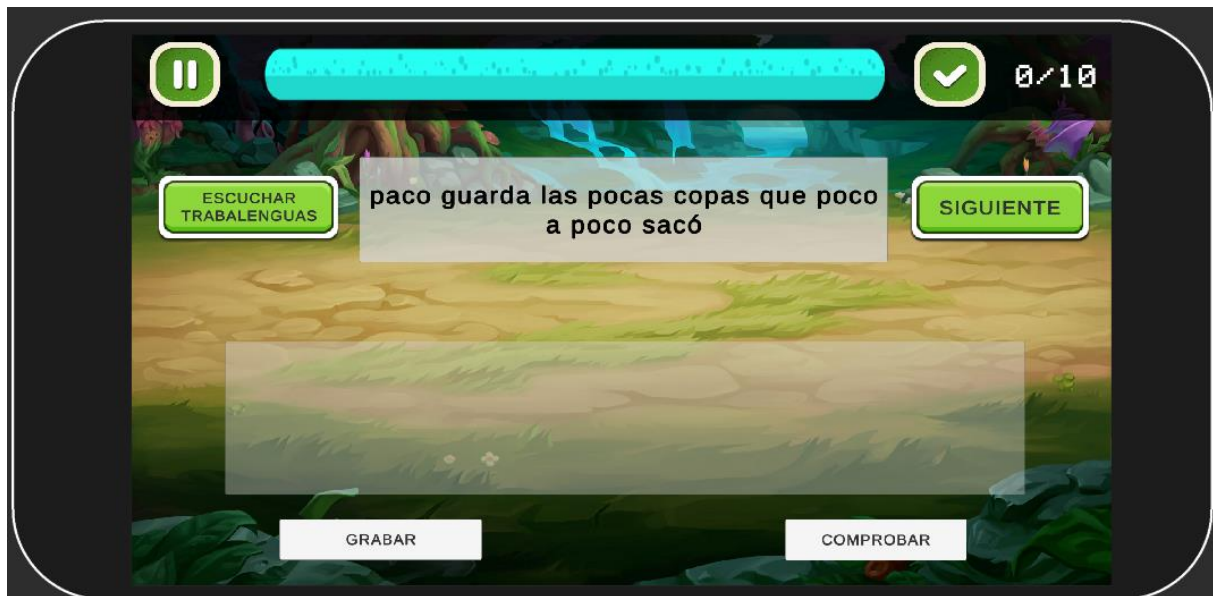 0/10
ESCUCHAR
TRABALENGUAS
paco guarda las pocas copas que poco
a poco sacó
SIGUIENTE
GRABAR
COMPROBAR